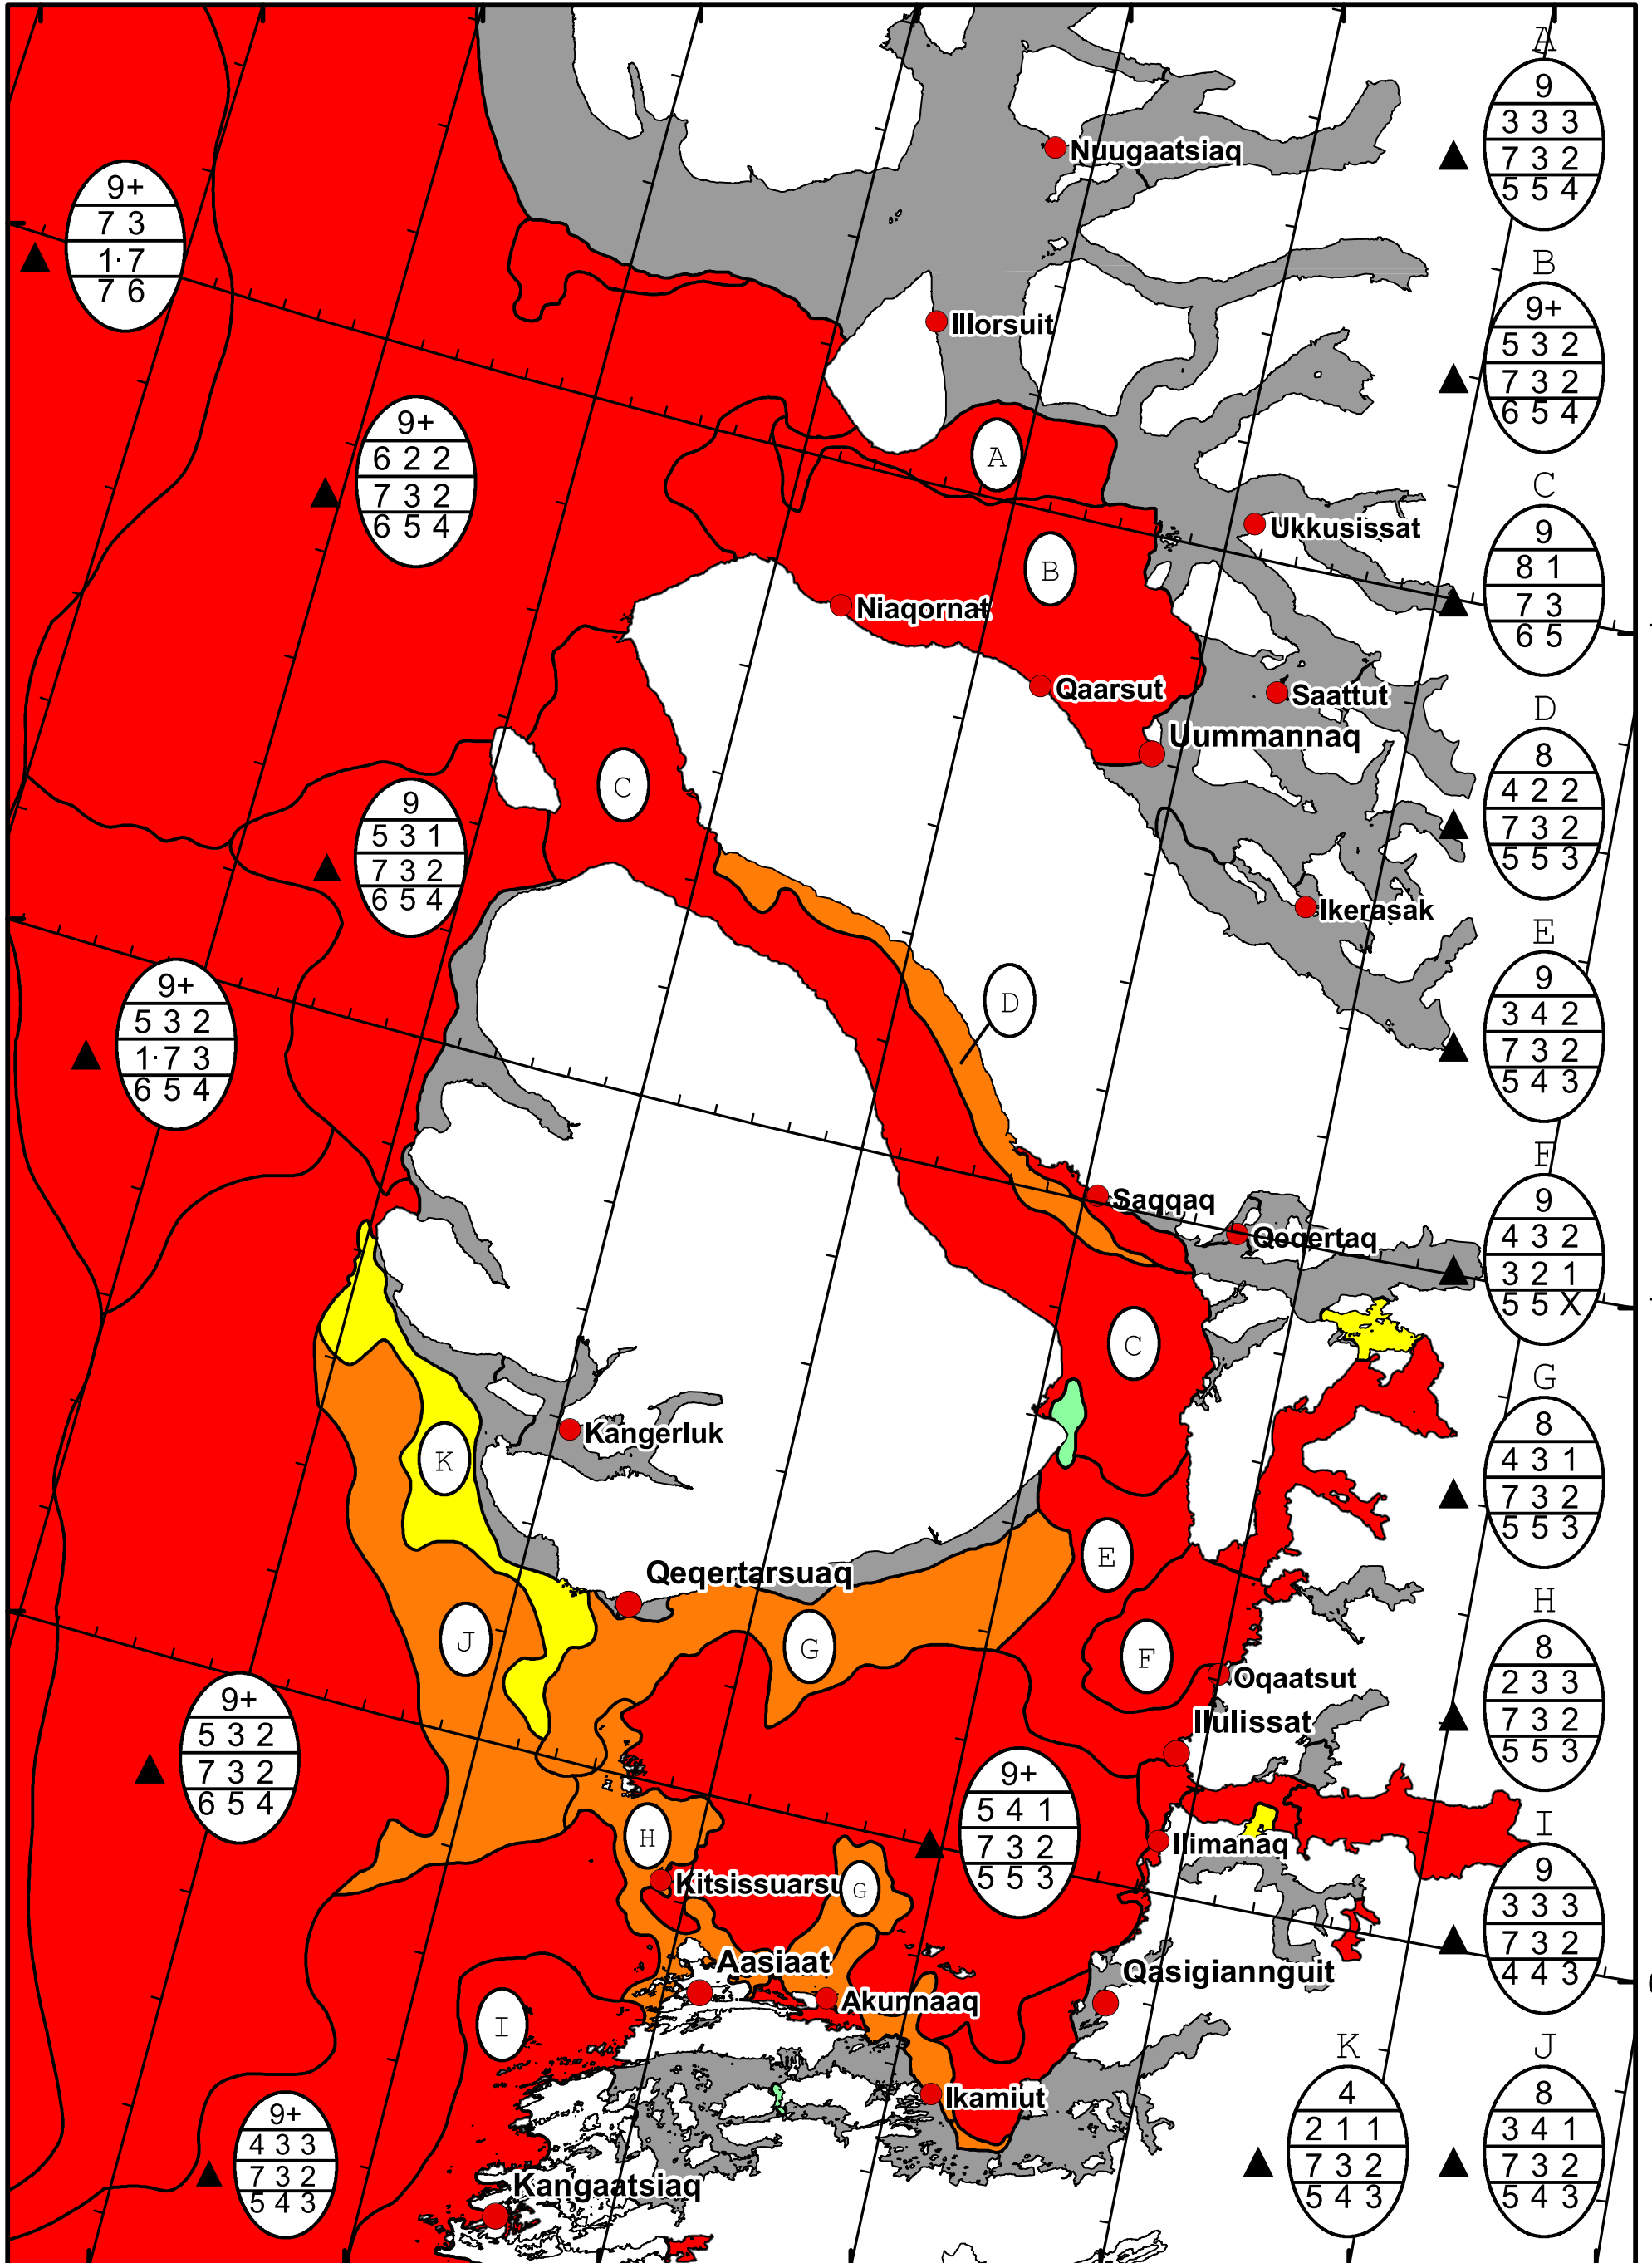 A
9
3 3 3
7 3 2
5 5 4
Nuugaatsiaq
9+
7 3
1· 7
7 6
B
9+
5 3 2
7 3 2
6 5 4
Illorsuit
9+
6 2 2
7 3 2
6 5 4
A
C
9
8 1
7 3
6 5
Ukkusissat
B
Niaqornat
Qaarsut
Saattut
D
8
4 2 2
7 3 2
5 5 3
Uummannaq
C
9
5 3 1
7 3 2
6 5 4
Ikerasak
E
9
3 4 2
7 3 2
5 4 3
9+
5 3 2
1· 7 3
6 5 4
D
F
9
4 3 2
3 2 1
5 5 X
Saqqaq
Qeqertaq
C
G
8
4 3 1
7 3 2
5 5 3
Kangerluk
K
E
Qeqertarsuaq
H
8
2 3 3
7 3 2
5 5 3
J
G
F
Oqaatsut
Ilulissat
9+
5 3 2
7 3 2
6 5 4
9+
5 4 1
7 3 2
5 5 3
I
9
3 3 3
7 3 2
4 4 3
H
Ilimanaq
Kitsissuarsu
G
Aasiaat
Qasigiannguit
Akunnaaq
I
K
4
2 1 1
7 3 2
5 4 3
J
8
3 4 1
7 3 2
5 4 3
Ikamiut
9+
4 3 3
7 3 2
5 4 3
Kangaatsiaq